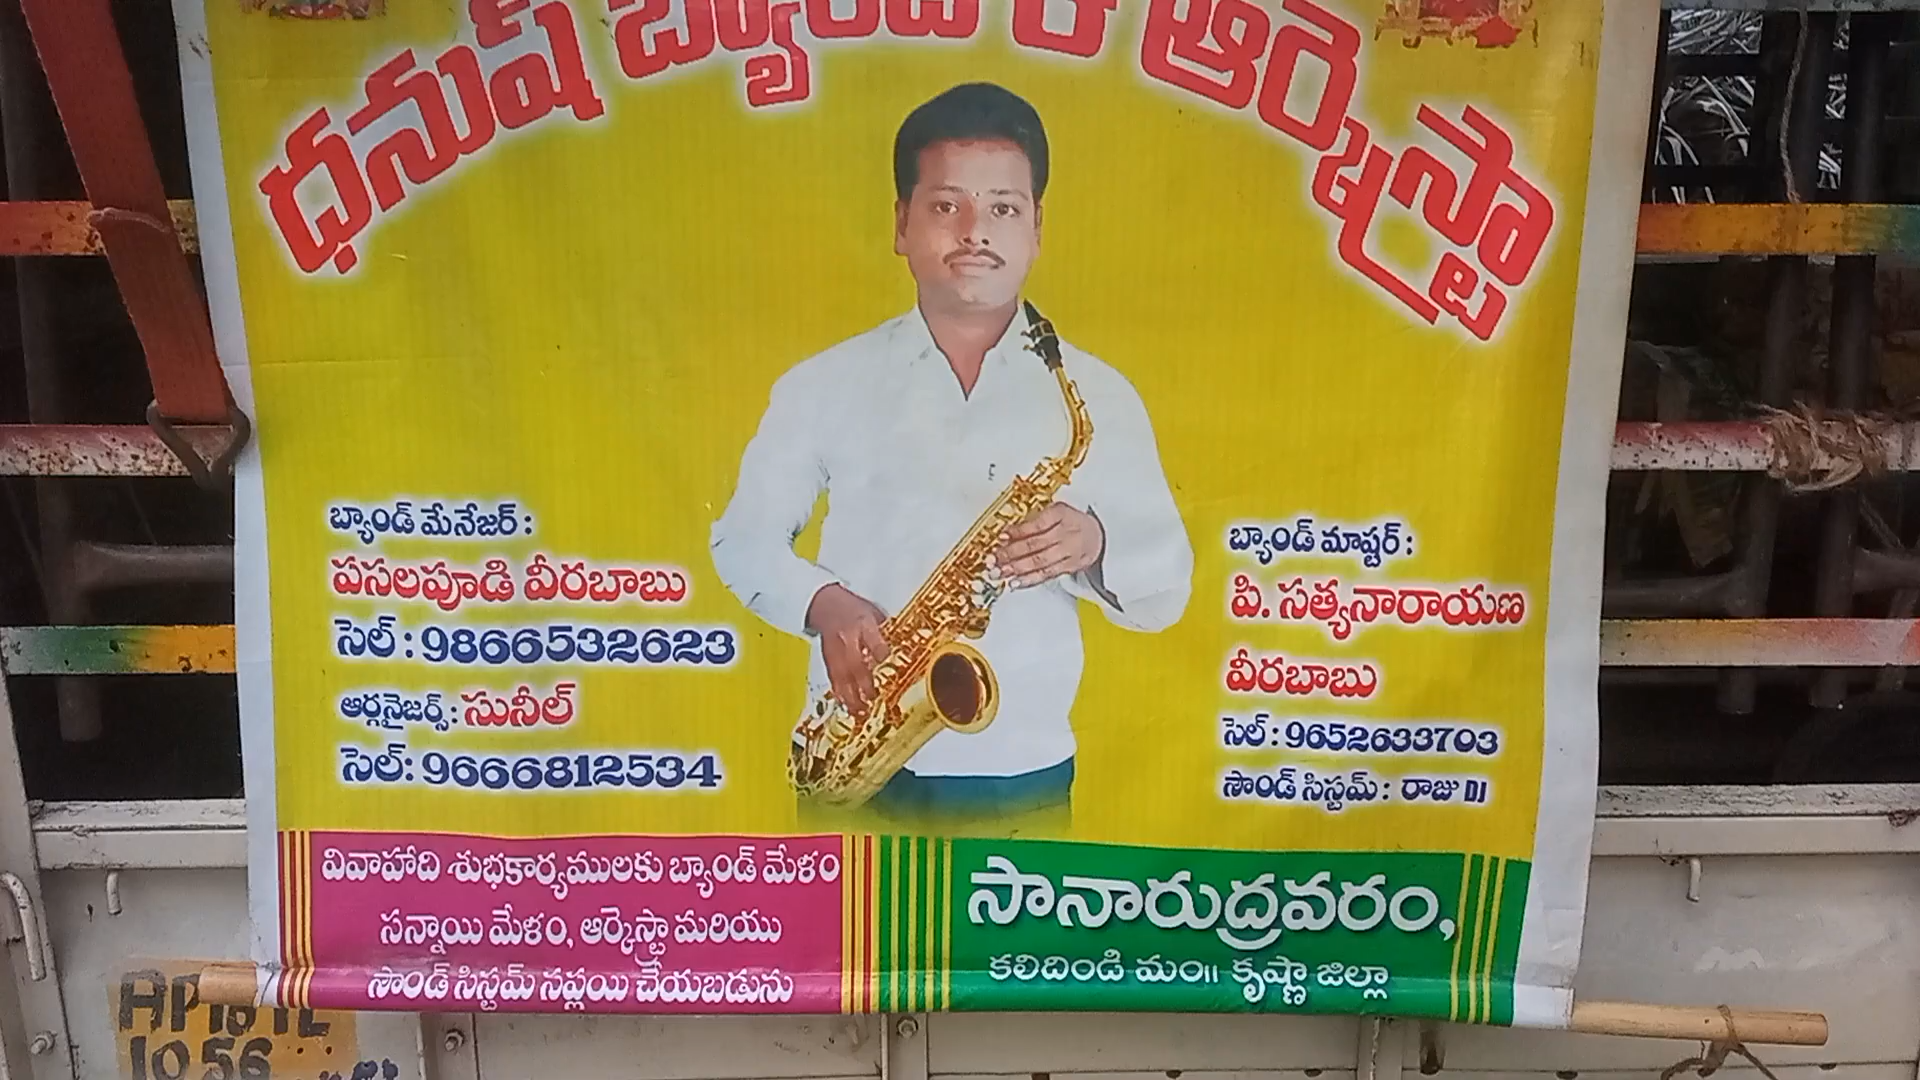 ధనుష్ బ్యాండ్ & ఆర్కెస్ట్రా
బ్యాండ్ మేనేజర్ :
పసలపూడి వీరబాబు
సెల్ : 9866532623
ఆర్గనైజర్స్ : సునీల్
సెల్: 9666812534
బ్యాండ్ మాష్టర్ :
పి. సత్యనారాయణ
వీరబాబు
సెల్ : 9652633703
సౌండ్ సిస్టమ్ : రాజు DJ
వివాహాది శుభకార్యములకు బ్యాండ్ మేళం
సన్నాయి మేళం, ఆర్కెస్ట్రా మరియు
సౌండ్ సిస్టమ్ సప్లయి చేయబడును
సానారుద్రవరం,
కలిదిండి మం॥ కృష్ణా జిల్లా
1056